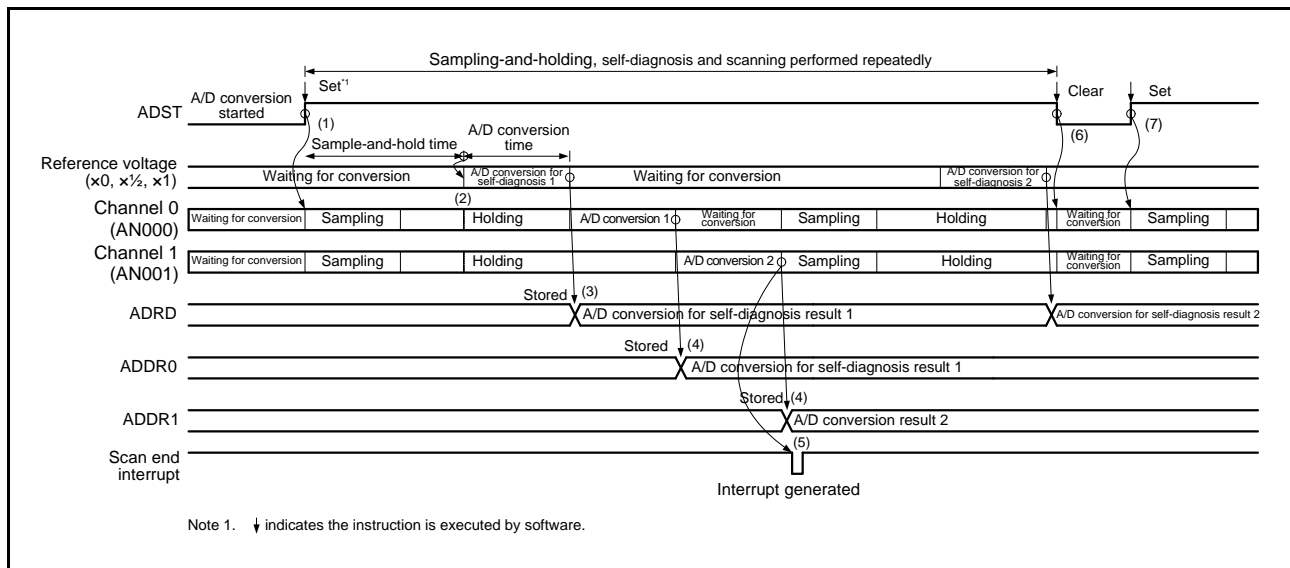 Sampling-and-holding, self-diagnosis and scanning performed repeatedly
A/D conversion started
Set*1
Clear
Set
ADST
(1)
(6)
(7)
Sample-and-hold time
A/D conversion time
Reference voltage
(×0, ×½, ×1)
Waiting for conversion
A/D conversion for self-diagnosis 1
Waiting for conversion
A/D conversion for self-diagnosis 2
(2)
Channel 0
(AN000)
Waiting for conversion
Sampling
Holding
A/D conversion 1
Waiting for conversion
Sampling
Holding
Waiting for conversion
Sampling
Channel 1
(AN001)
Waiting for conversion
Sampling
Holding
A/D conversion 2
Sampling
Holding
Waiting for conversion
Sampling
ADRD
Stored
(3)
A/D conversion for self-diagnosis result 1
A/D conversion for self-diagnosis result 2
ADDR0
Stored
(4)
A/D conversion for self-diagnosis result 1
ADDR1
Stored
(4)
A/D conversion result 2
Scan end
interrupt
(5)
Interrupt generated
Note 1. indicates the instruction is executed by software.